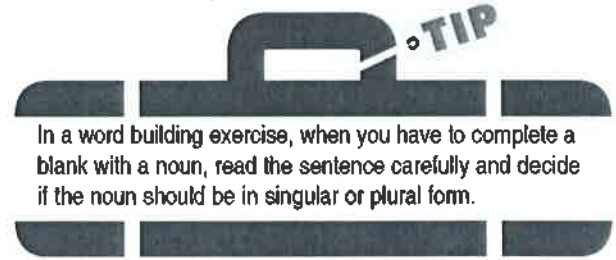 TIP
In a word building exercise, when you have to complete a
blank with a noun, read the sentence carefully and decide
if the noun should be in singular or plural form.